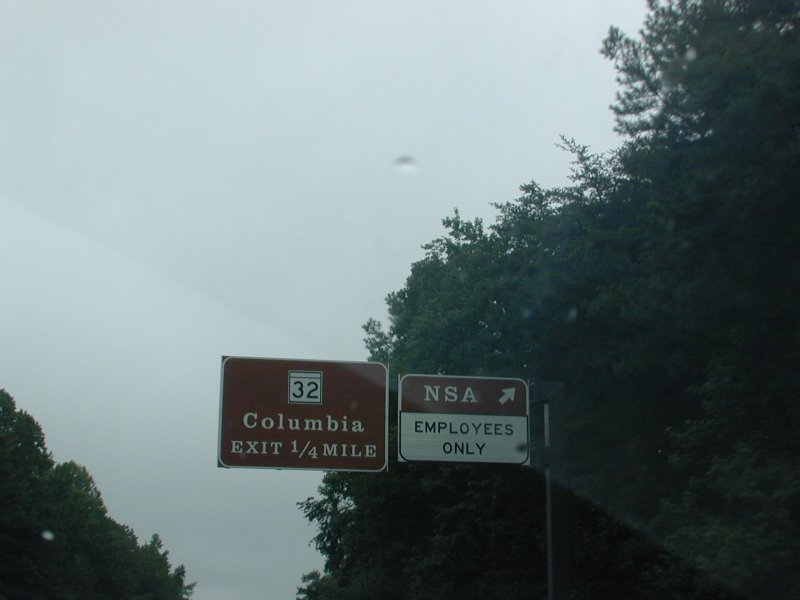 32
Columbia
EXIT 1/4 MILE
NSA
EMPLOYEES
ONLY